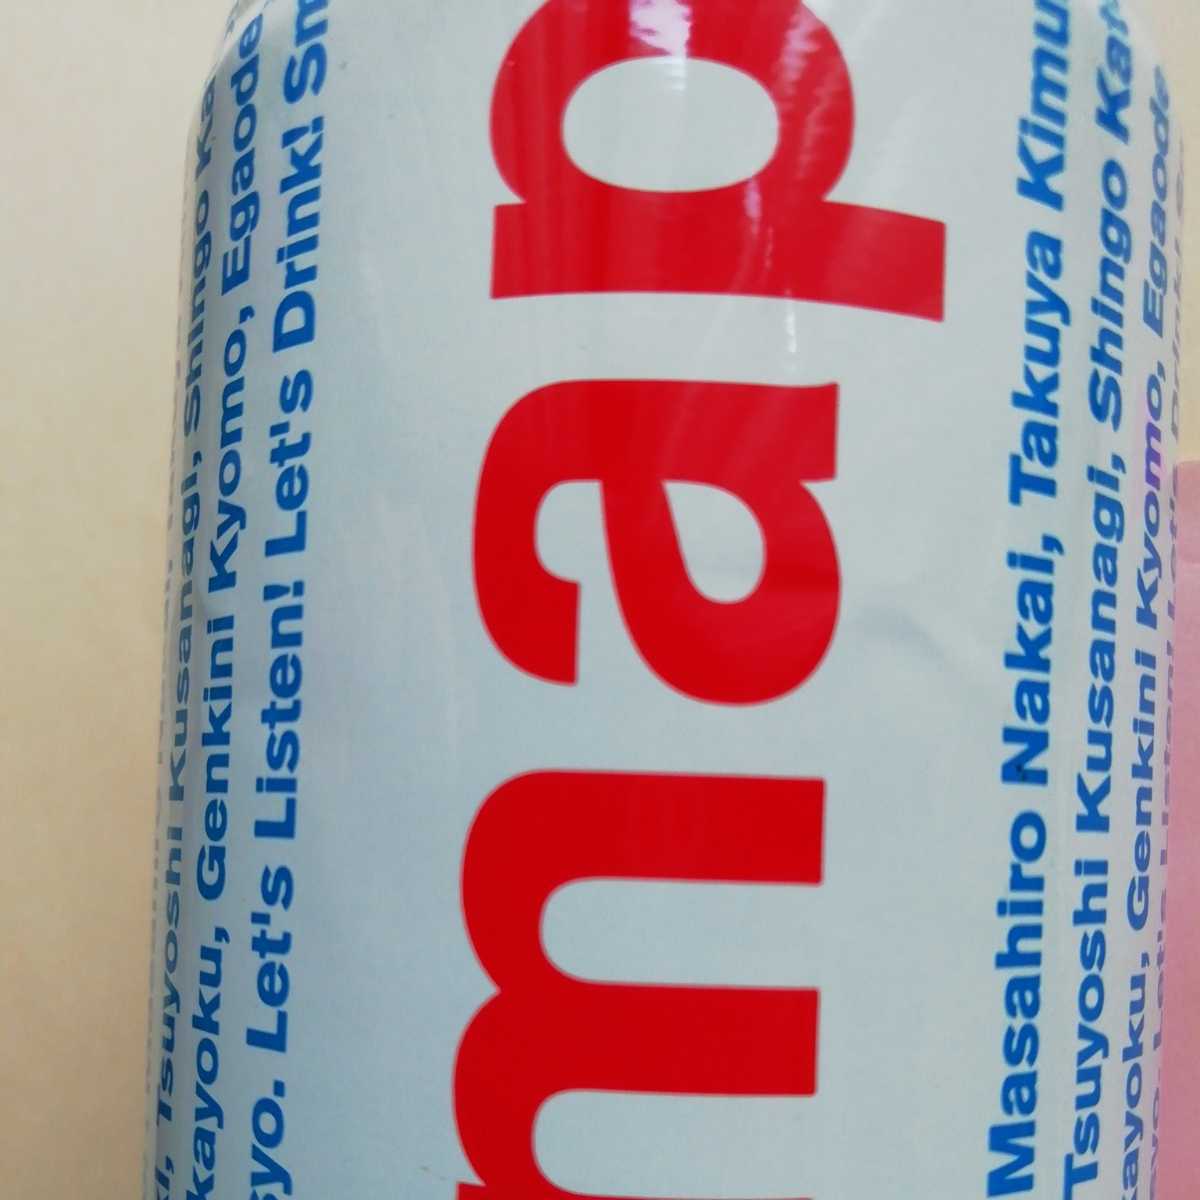 Tsuyoshi Kusanagi, Shingo Ka
kayoku, Genkini Kyomo, Egaode
syo. Let's Listen! Let's Drink! Sm
map
Masahiro Nakai, Takuya Kimu
Tsuyoshi Kusanagi, Shingo Kat
kayoku, Genkini Kyomo, Egaode